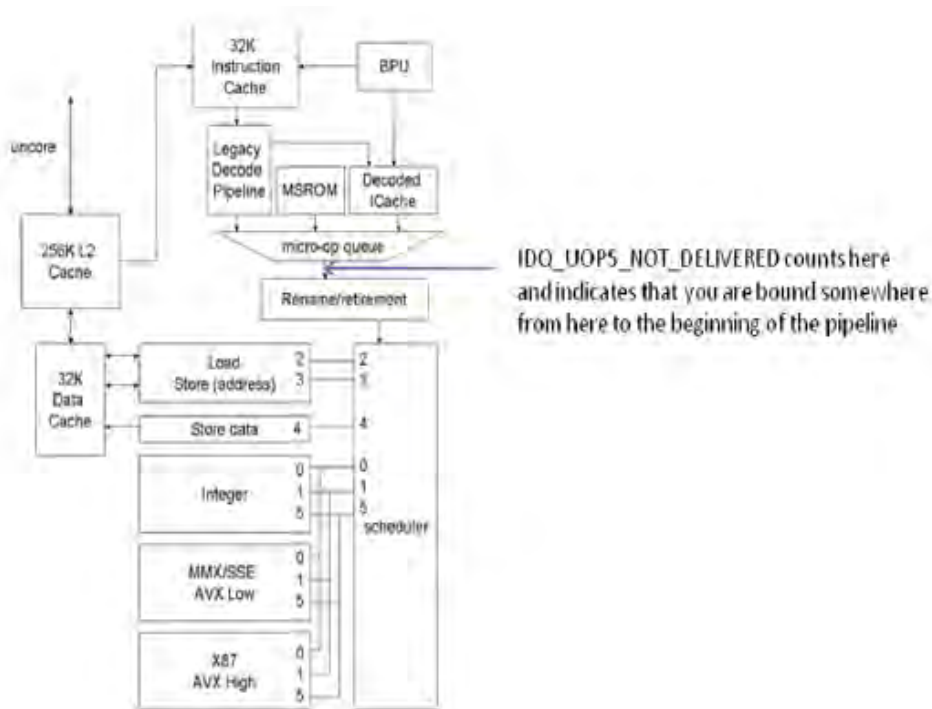 32K
Instruction
Cache
BPU
uncore
Legacy
Decode
Pipeline
MSROM
Decoded
ICache
256K L2
Cache
micro-op queue
IDQ_UOPS_NOT_DELIVERED counts here
and indicates that you are bound somewhere
from here to the beginning of the pipeline
Rename/retirement
32K
Data
Cache
Load 2 2
Store (address) 3 3
Store data 4 4
Integer
0 0
1 1
5 5
scheduler
MMX/SSE
AVX Low
0
1
5
X87
AVX High
0
1
5